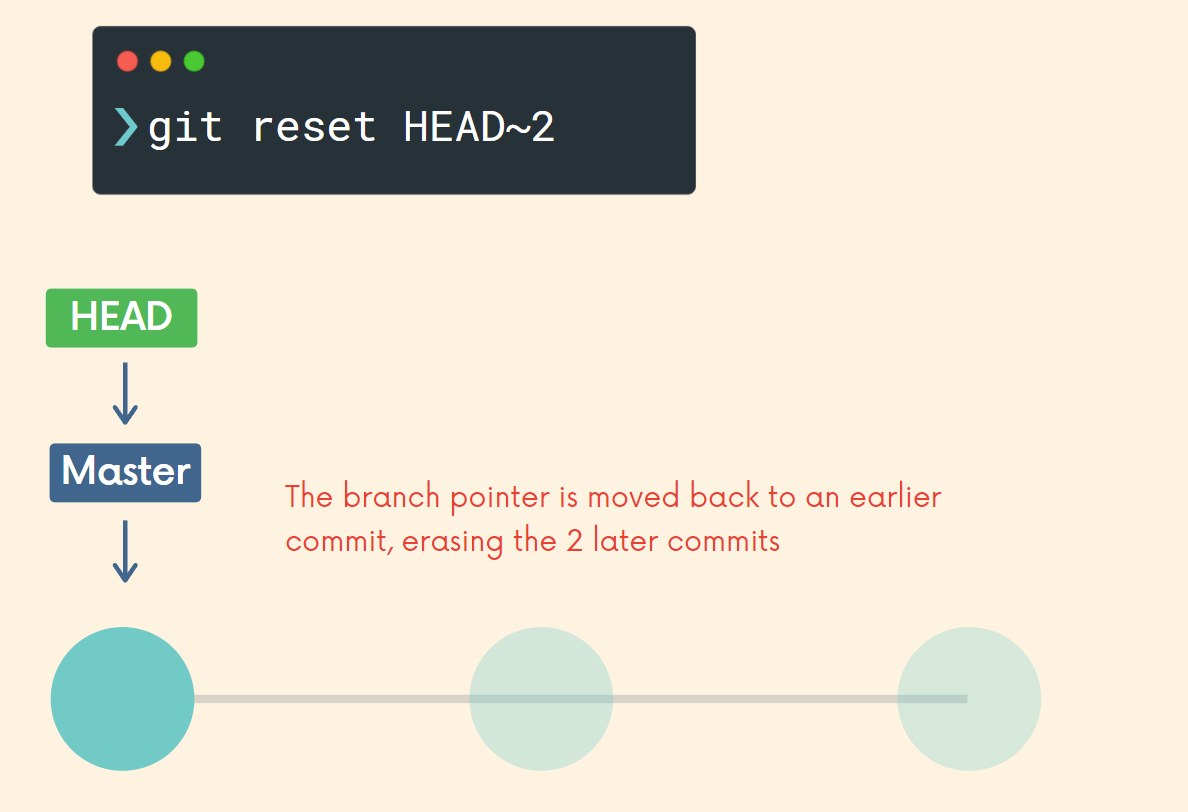 ❯ git reset HEAD~2
HEAD
Master
The branch pointer is moved back to an earlier
commit, erasing the 2 later commits